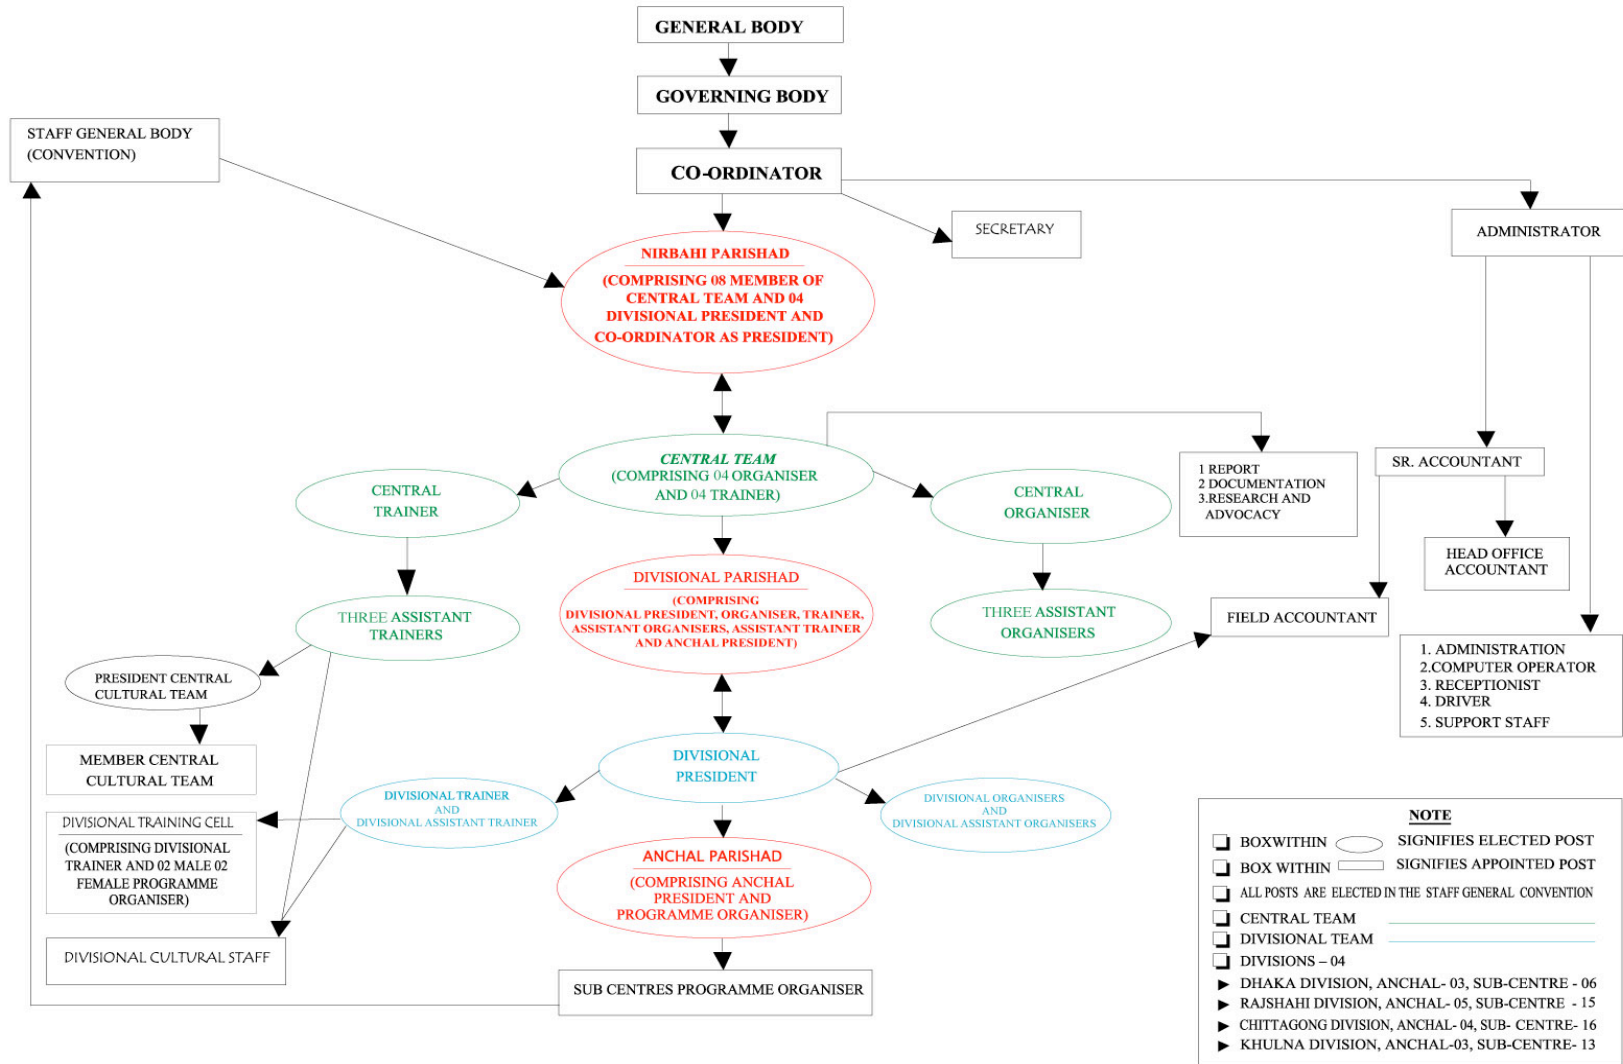 GENERAL BODY
GOVERNING BODY
STAFF GENERAL BODY
(CONVENTION)
CO-ORDINATOR
SECRETARY
ADMINISTRATOR
NIRBAHI PARISHAD
(COMPRISING 08 MEMBER OF
CENTRAL TEAM AND 04
DIVISIONAL PRESIDENT AND
CO-ORDINATOR AS PRESIDENT)
CENTRAL TEAM
(COMPRISING 04 ORGANISER
AND 04 TRAINER)
CENTRAL
TRAINER
CENTRAL
ORGANISER
1 REPORT
2 DOCUMENTATION
3.RESEARCH AND
ADVOCACY
SR. ACCOUNTANT
HEAD OFFICE
ACCOUNTANT
THREE ASSISTANT
TRAINERS
DIVISIONAL PARISHAD
(COMPRISING
DIVISIONAL PRESIDENT, ORGANISER, TRAINER,
ASSISTANT ORGANISERS, ASSISTANT TRAINER
AND ANCHAL PRESIDENT)
THREE ASSISTANT
ORGANISERS
FIELD ACCOUNTANT
1. ADMINISTRATION
2.COMPUTER OPERATOR
3. RECEPTIONIST
4. DRIVER
5. SUPPORT STAFF
PRESIDENT CENTRAL
CULTURAL TEAM
MEMBER CENTRAL
CULTURAL TEAM
DIVISIONAL
PRESIDENT
DIVISIONAL TRAINER
AND
DIVISIONAL ASSISTANT TRAINER
DIVISIONAL ORGANISERS
AND
DIVISIONAL ASSISTANT ORGANISERS
DIVISIONAL TRAINING CELL
(COMPRISING DIVISIONAL
TRAINER AND 02 MALE 02
FEMALE PROGRAMME
ORGANISER)
ANCHAL PARISHAD
(COMPRISING ANCHAL
PRESIDENT AND
PROGRAMME ORGANISER)
DIVISIONAL CULTURAL STAFF
SUB CENTRES PROGRAMME ORGANISER
NOTE
BOXWITHIN SIGNIFIES ELECTED POST
BOX WITHIN SIGNIFIES APPOINTED POST
ALL POSTS ARE ELECTED IN THE STAFF GENERAL CONVENTION
CENTRAL TEAM
DIVISIONAL TEAM
DIVISIONS – 04
DHAKA DIVISION, ANCHAL- 03, SUB-CENTRE - 06
RAJSHAHI DIVISION, ANCHAL- 05, SUB-CENTRE - 15
CHITTAGONG DIVISION, ANCHAL- 04, SUB- CENTRE- 16
KHULNA DIVISION, ANCHAL-03, SUB-CENTRE- 13